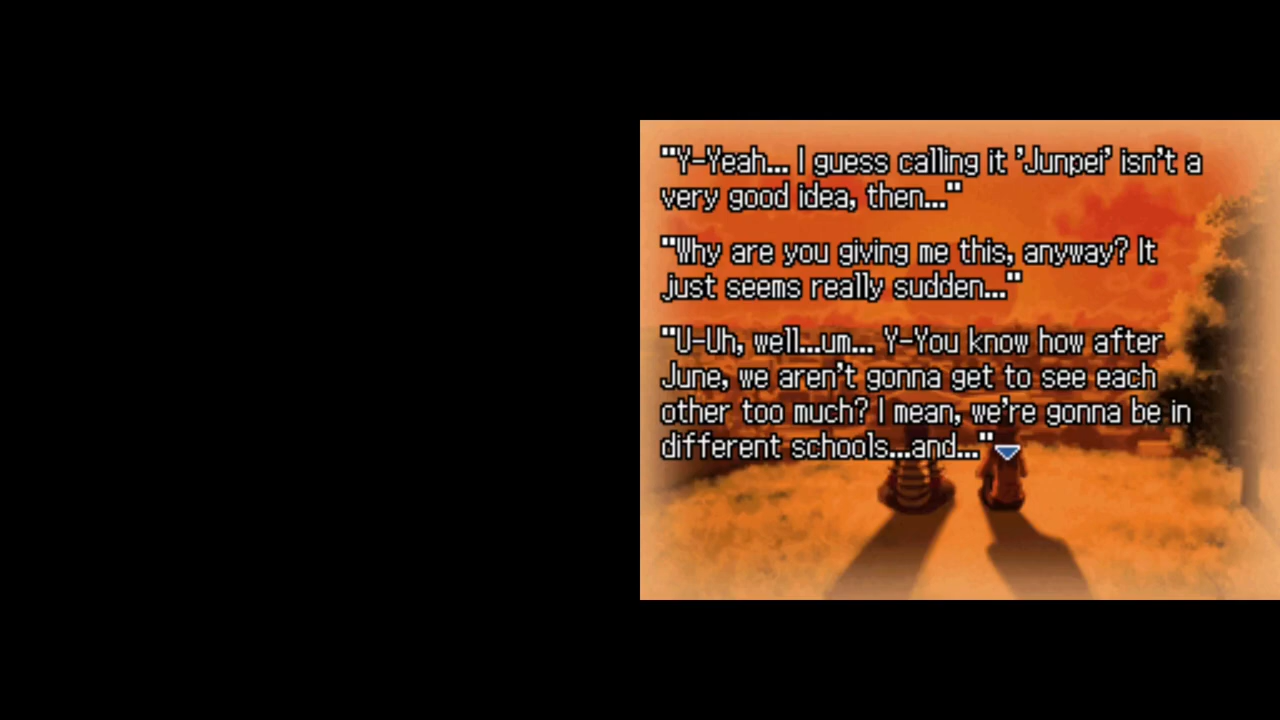 "Y-Yeah... I guess calling it 'Junpei' isn't a
very good idea, then..."
"Why are you giving me this, anyway? It
just seems really sudden..."
"U-Uh, well...um... Y-You know how after
June, we aren't gonna get to see each
other too much? I mean, we're gonna be in
different schools...and..."